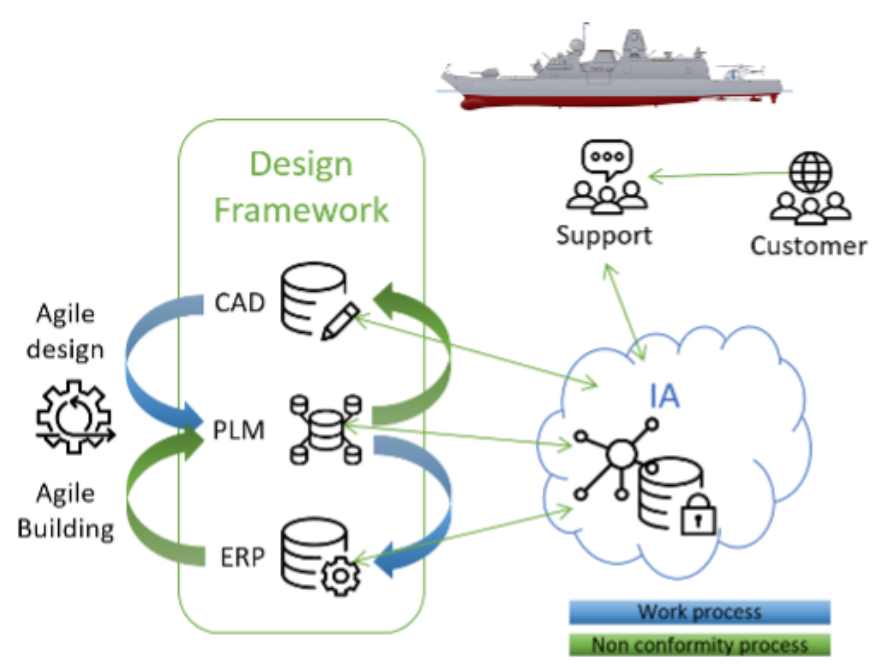 Design
Framework
Support
Customer
CAD
Agile
design
IA
PLM
Agile
Building
ERP
Work process
Non conformity process